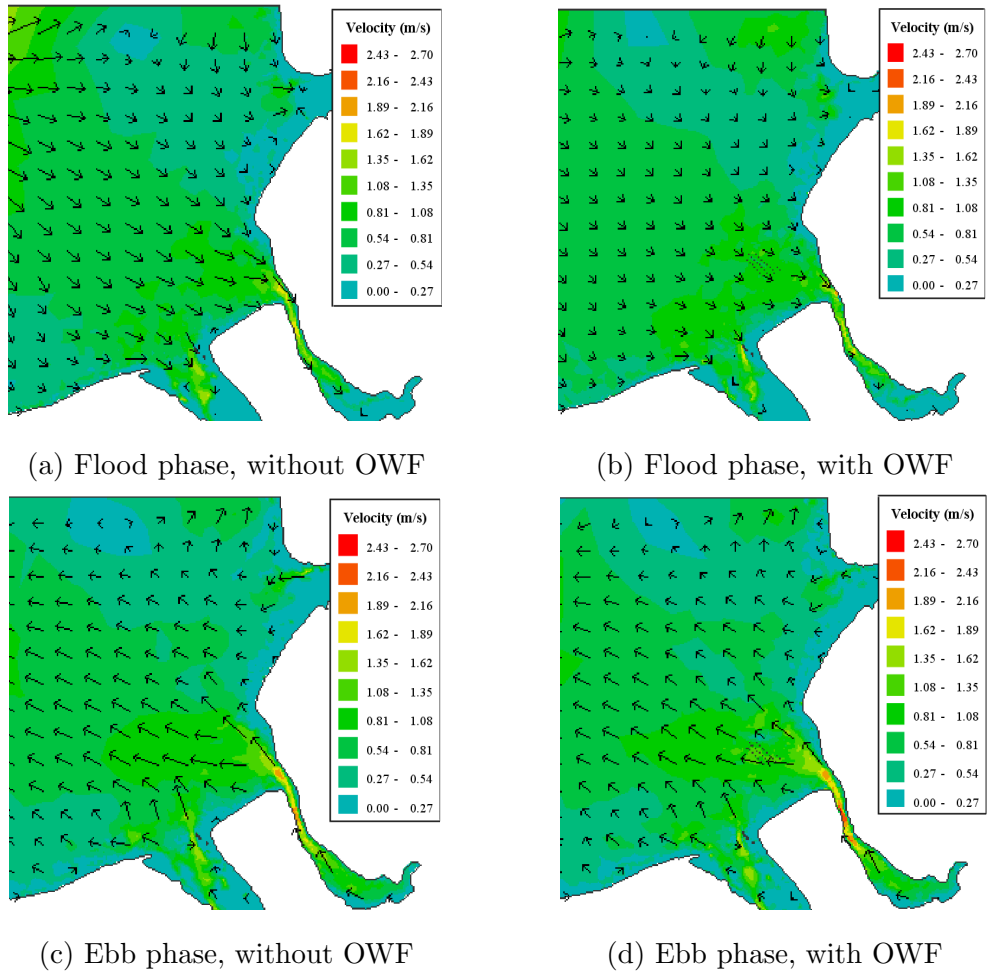 Velocity (m/s)
2.43 - 2.70
2.16 - 2.43
1.89 - 2.16
1.62 - 1.89
1.35 - 1.62
1.08 - 1.35
0.81 - 1.08
0.54 - 0.81
0.27 - 0.54
0.00 - 0.27
Velocity (m/s)
2.43 - 2.70
2.16 - 2.43
1.89 - 2.16
1.62 - 1.89
1.35 - 1.62
1.08 - 1.35
0.81 - 1.08
0.54 - 0.81
0.27 - 0.54
0.00 - 0.27
(a) Flood phase, without OWF
(b) Flood phase, with OWF
Velocity (m/s)
2.43 - 2.70
2.16 - 2.43
1.89 - 2.16
1.62 - 1.89
1.35 - 1.62
1.08 - 1.35
0.81 - 1.08
0.54 - 0.81
0.27 - 0.54
0.00 - 0.27
Velocity (m/s)
2.43 - 2.70
2.16 - 2.43
1.89 - 2.16
1.62 - 1.89
1.35 - 1.62
1.08 - 1.35
0.81 - 1.08
0.54 - 0.81
0.27 - 0.54
0.00 - 0.27
(c) Ebb phase, without OWF
(d) Ebb phase, with OWF